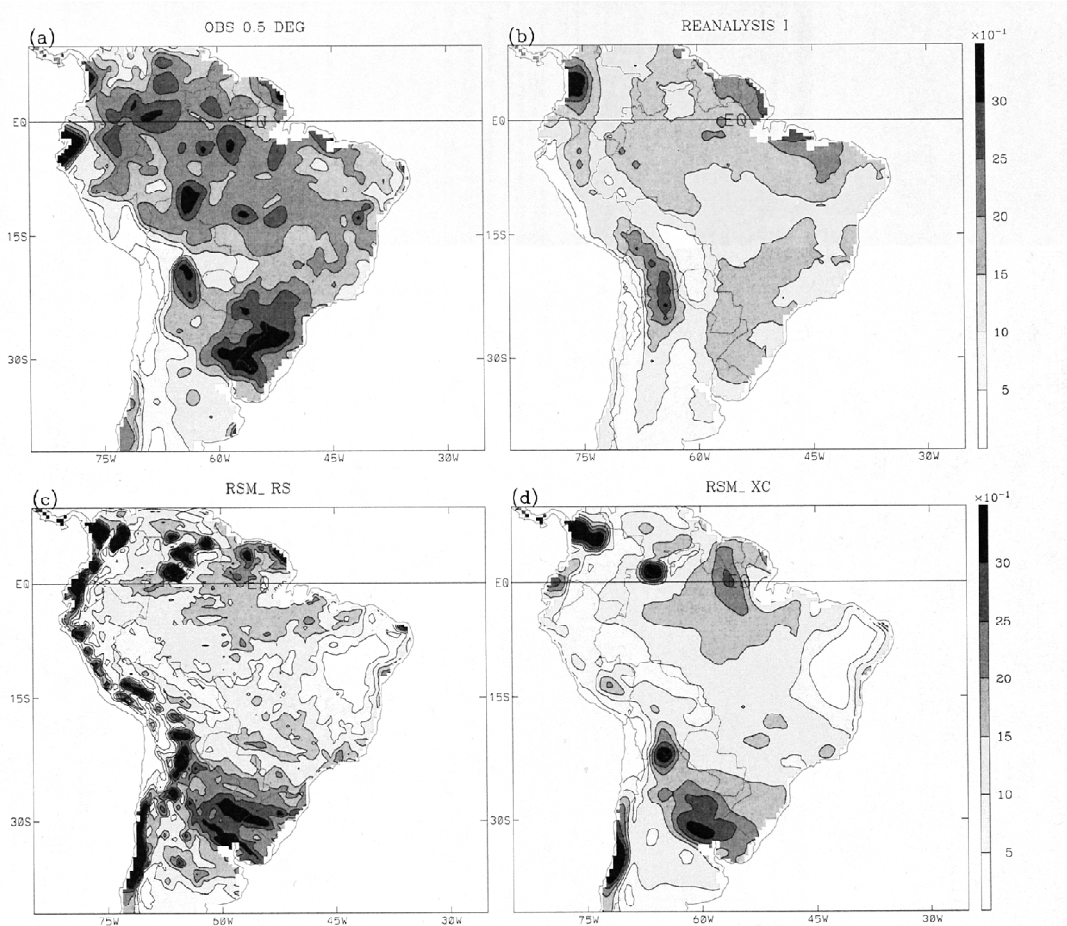 (a) OBS 0.5 DEG
(b) REANALYSIS I
×10⁻¹
EQ
EQ
15S
30S
75W 60W 45W 30W
EQ
EQ
15S
30S
75W 60W 45W 30W
30
25
20
15
10
5
(c) RSM_RS
(d) RSM_XC
×10⁻¹
EQ
EQ
15S
30S
75W 60W 45W 30W
EQ
EQ
15S
30S
75W 60W 45W 30W
30
20
15
10
5